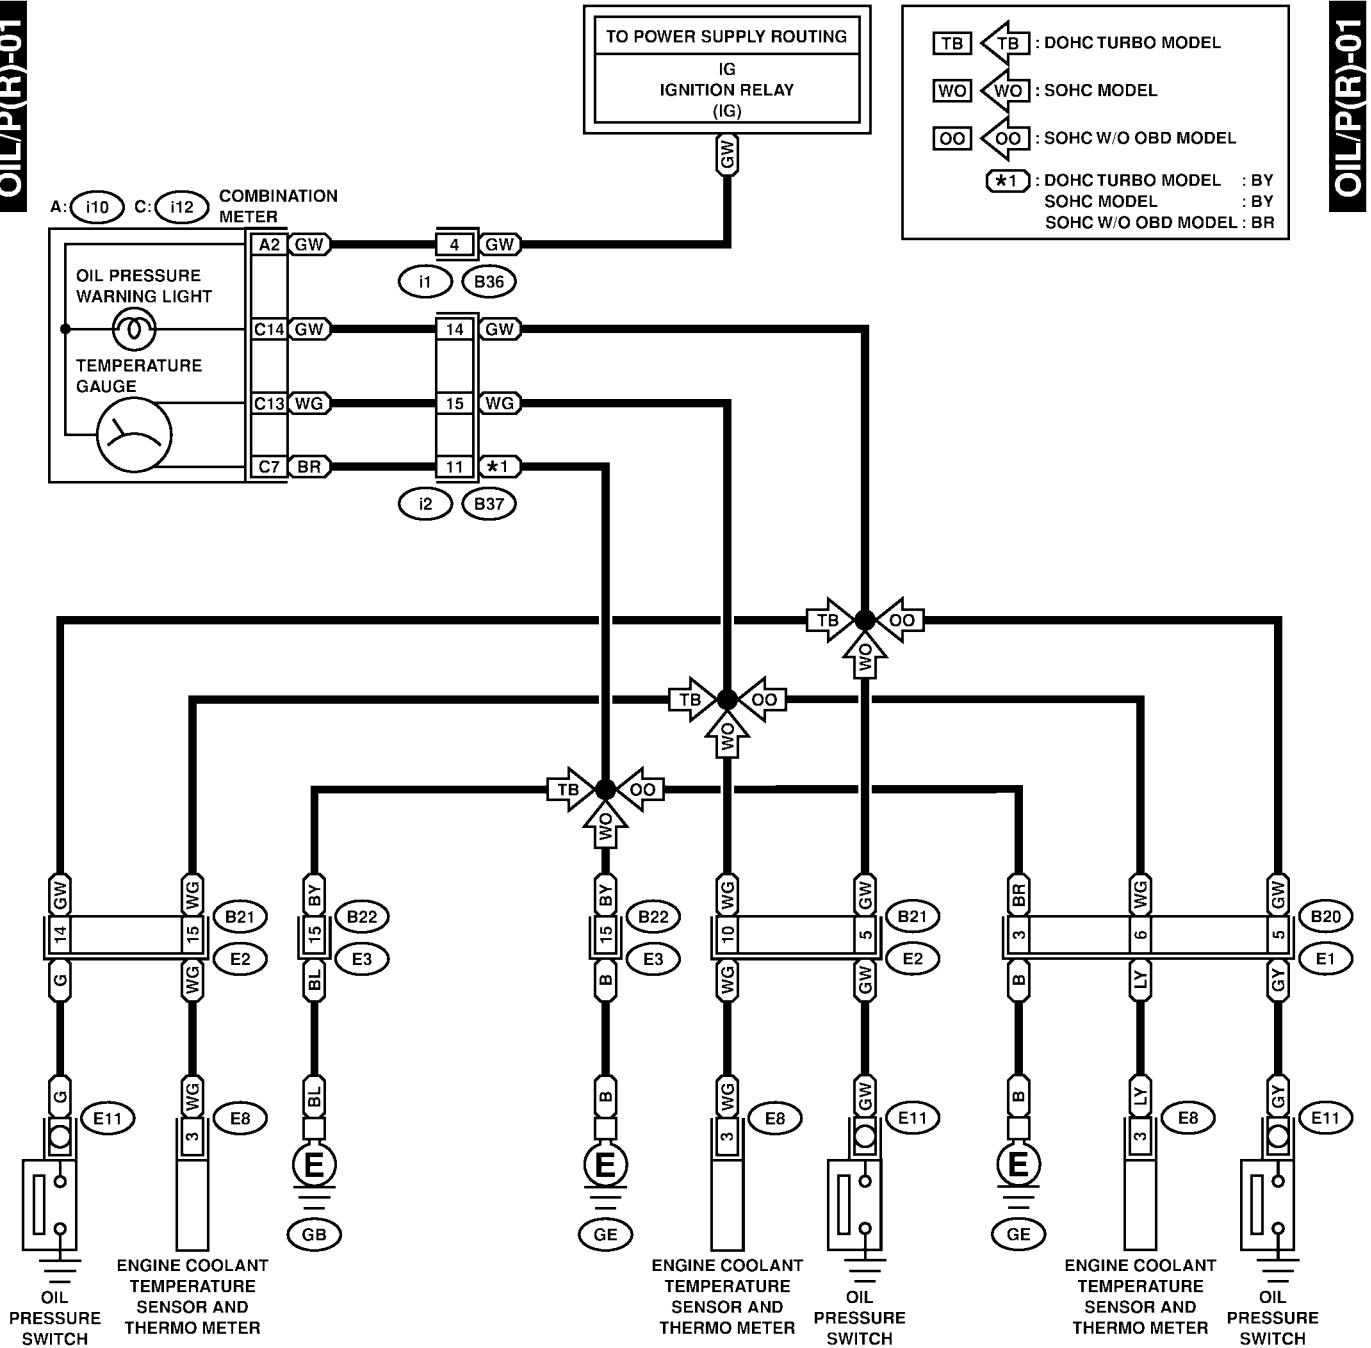 OIL/P(R)-01
OIL/P(R)-01
TO POWER SUPPLY ROUTING
IG
IGNITION RELAY
(IG)
GW
TB TB : DOHC TURBO MODEL
WO WO : SOHC MODEL
OO OO : SOHC W/O OBD MODEL
*1 : DOHC TURBO MODEL : BY
SOHC MODEL : BY
SOHC W/O OBD MODEL : BR
A: i10 C: i12 COMBINATION
METER
A2 GW 4 GW
i1 B36
OIL PRESSURE
WARNING LIGHT
C14 GW 14 GW
TEMPERATURE
GAUGE
C13 WG 15 WG
C7 BR 11 *1
i2 B37
TB OO
WO
TB OO
WO
TB OO
WO
GW WG BY BY WG GW BR WG GW
14 15 B21 15 B22 15 B22 10 5 B21 3 6 5 B20
E2 E3 E3 E2 E1
G WG BL B WG GW B LY GY
G WG BL B WG GW B LY GY
E11 3 E8 3 E8 E11 3 E8 E11
E E E
GB GE GE
ENGINE COOLANT
TEMPERATURE
SENSOR AND
THERMO METER
OIL
PRESSURE
SWITCH
ENGINE COOLANT
TEMPERATURE
SENSOR AND
THERMO METER
OIL
PRESSURE
SWITCH
ENGINE COOLANT
TEMPERATURE
SENSOR AND
THERMO METER
OIL
PRESSURE
SWITCH